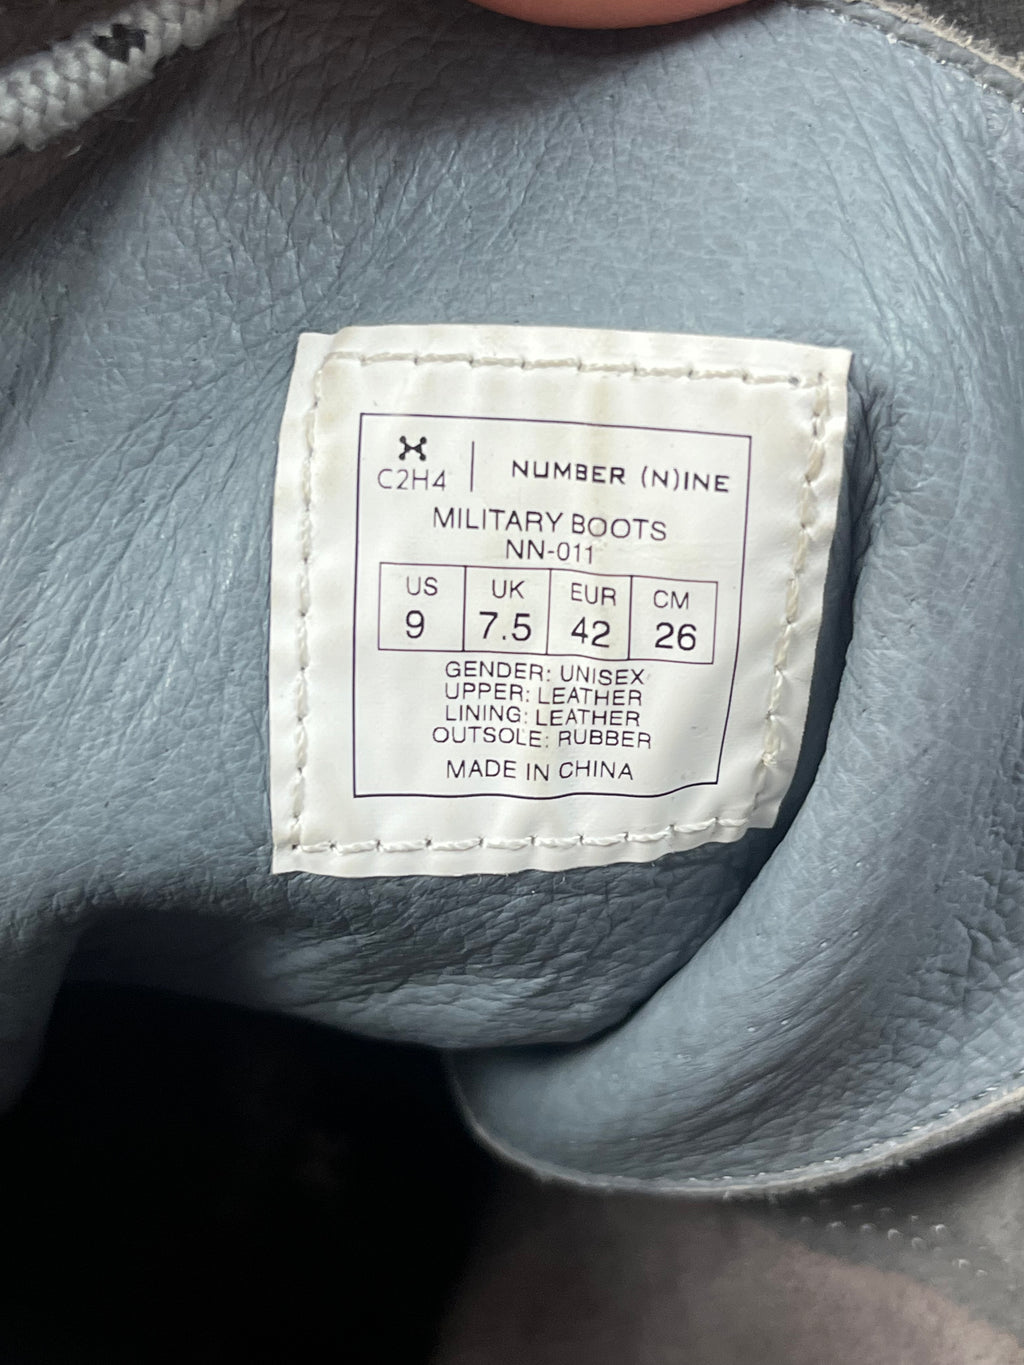 C2H4 | NUMBER (N)INE
MILITARY BOOTS
NN-011
US UK EUR CM
9 7.5 42 26
GENDER: UNISEX
UPPER: LEATHER
LINING: LEATHER
OUTSOLE: RUBBER
MADE IN CHINA